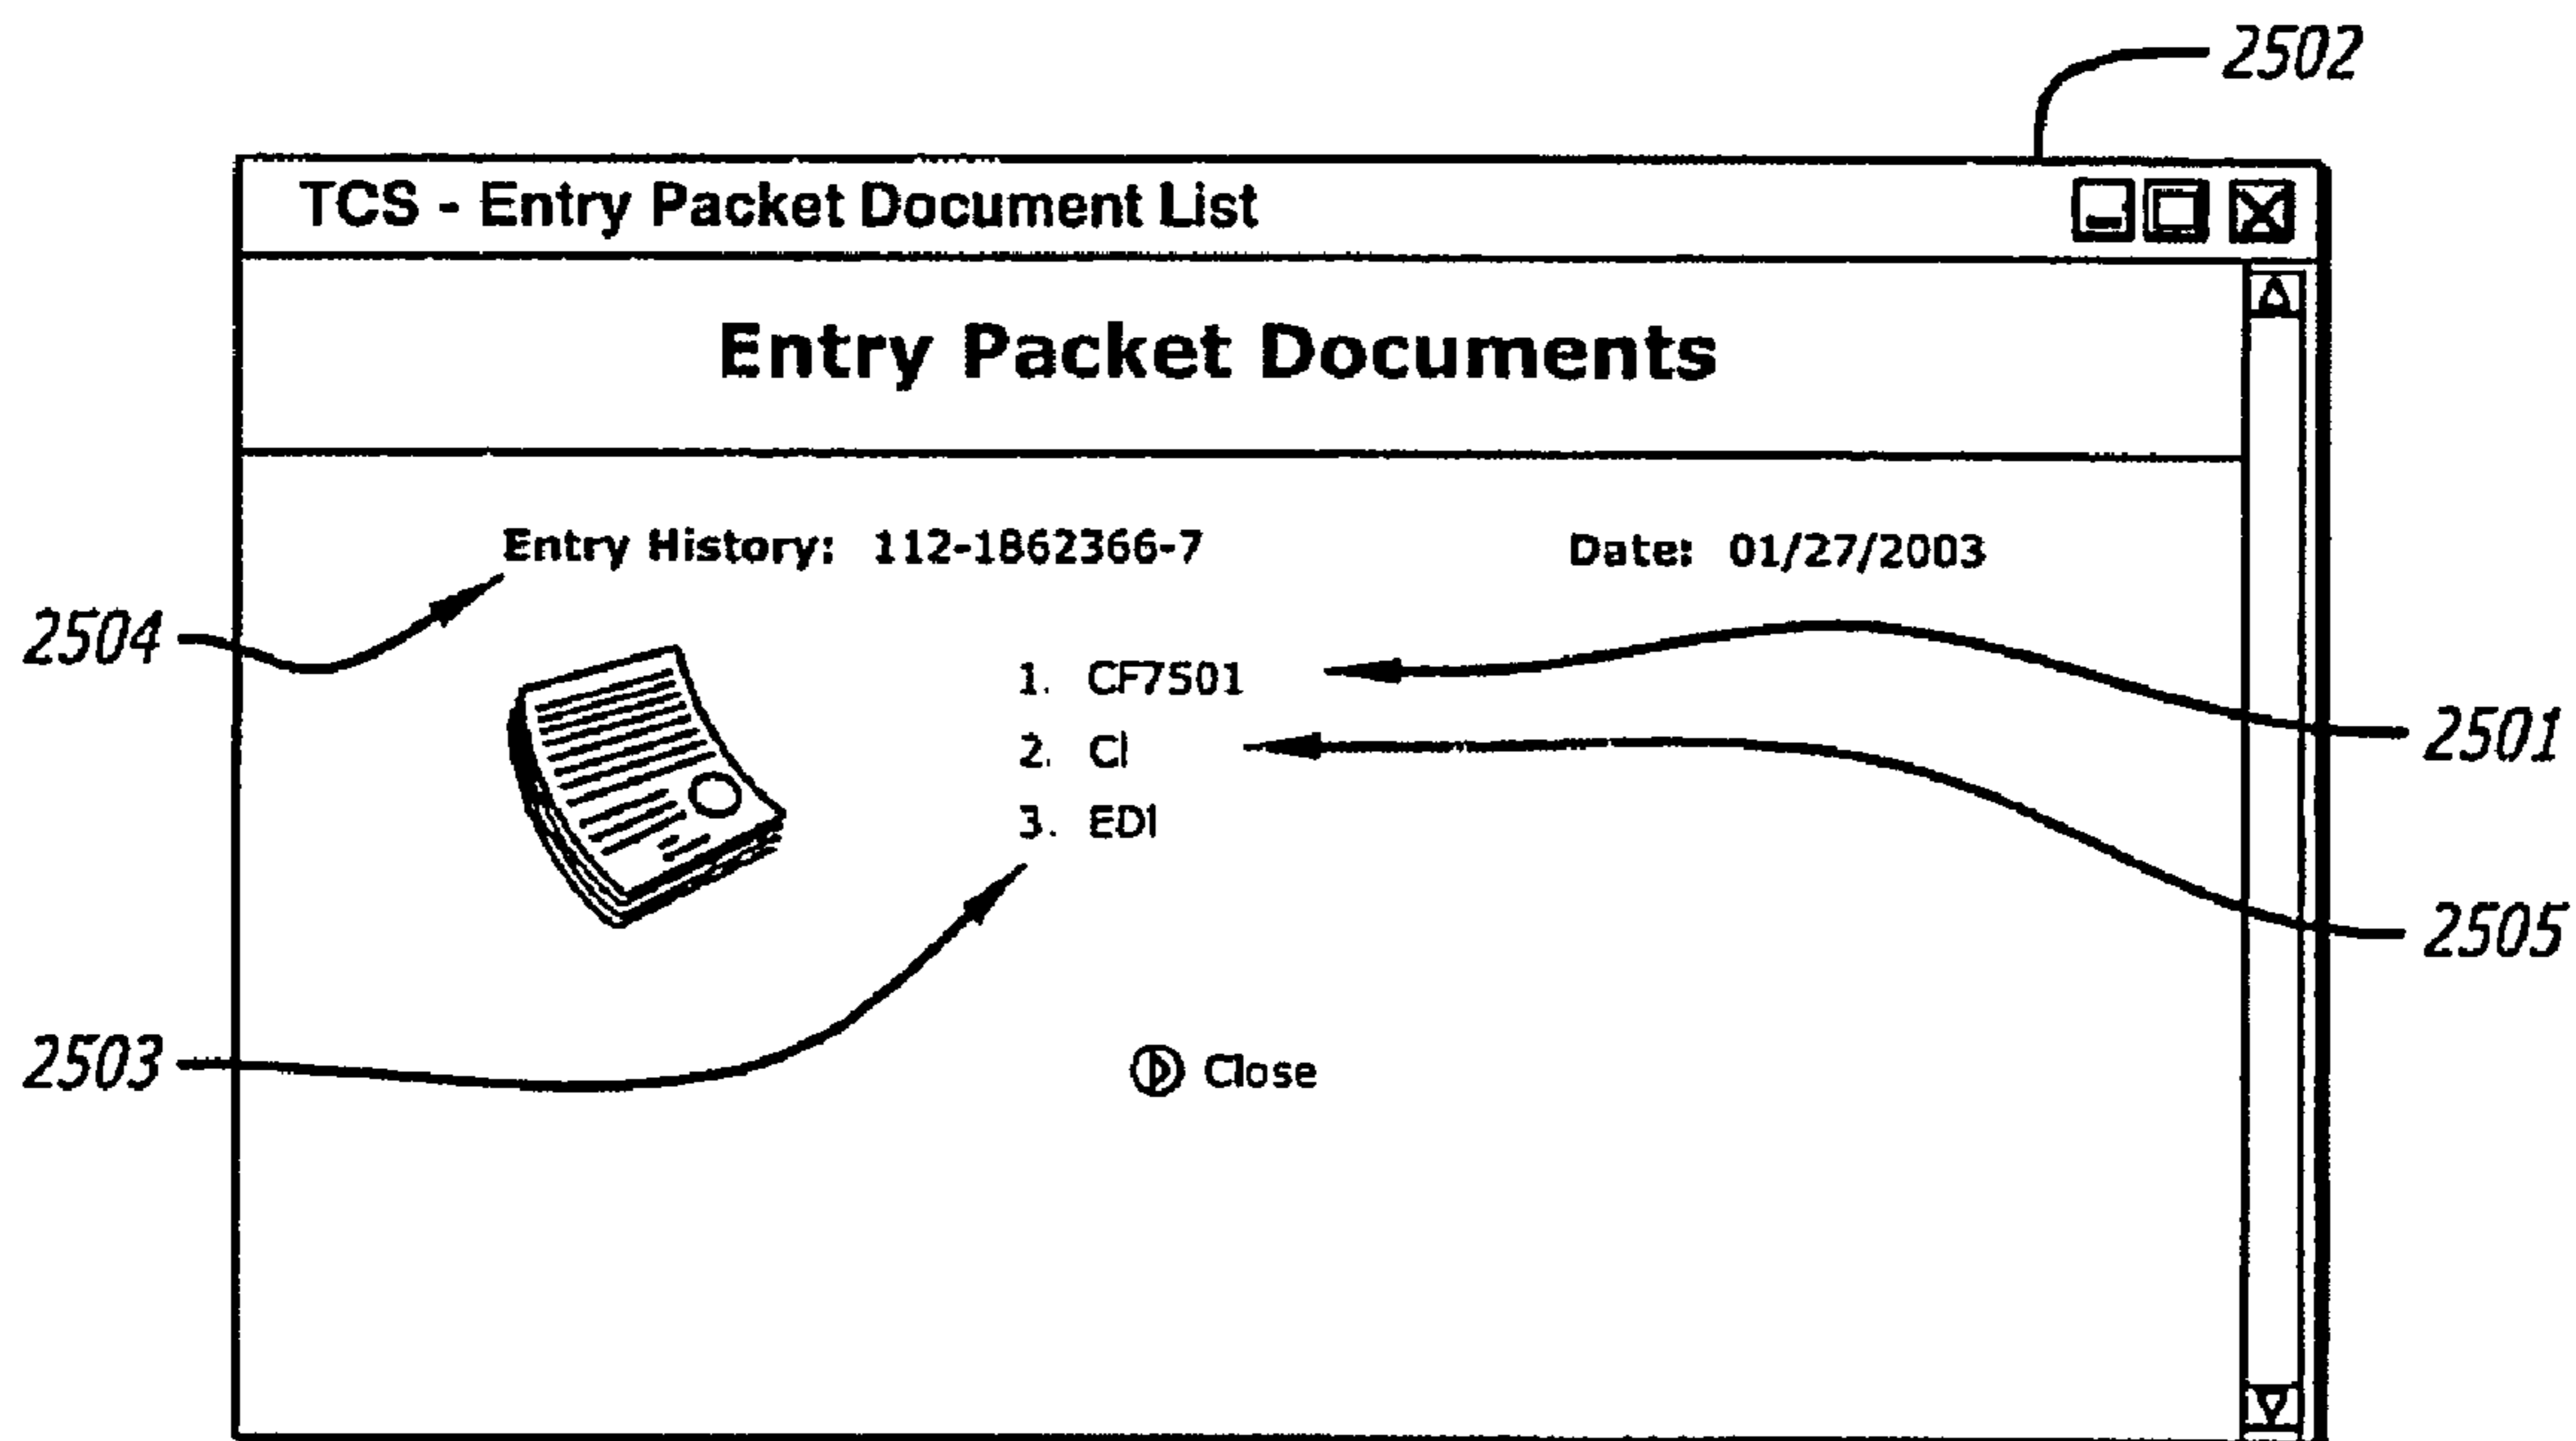 2502
TCS - Entry Packet Document List
Entry Packet Documents
Entry History: 112-1862366-7 Date: 01/27/2003
2504
1. CF7501
2501
2. CI
3. EDI
2505
2503
Close